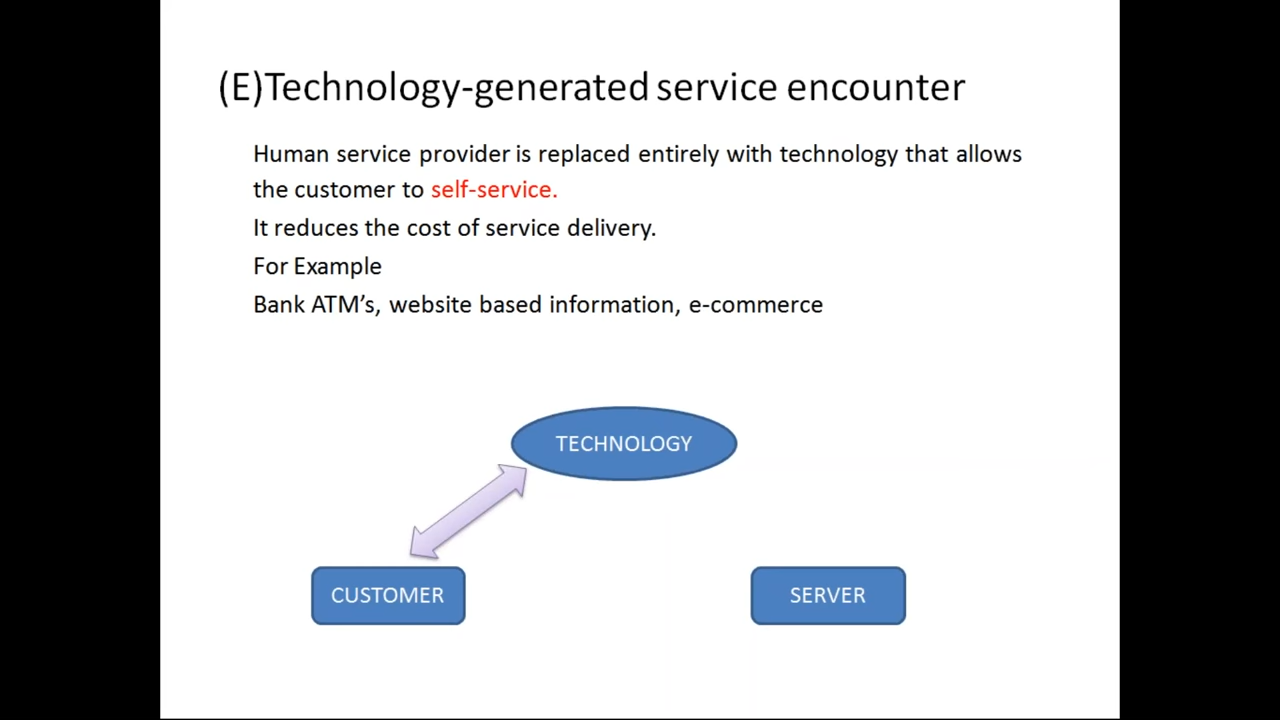 (E)Technology-generated service encounter
Human service provider is replaced entirely with technology that allows
the customer to self-service.
It reduces the cost of service delivery.
For Example
Bank ATM’s, website based information, e-commerce
TECHNOLOGY
CUSTOMER
SERVER